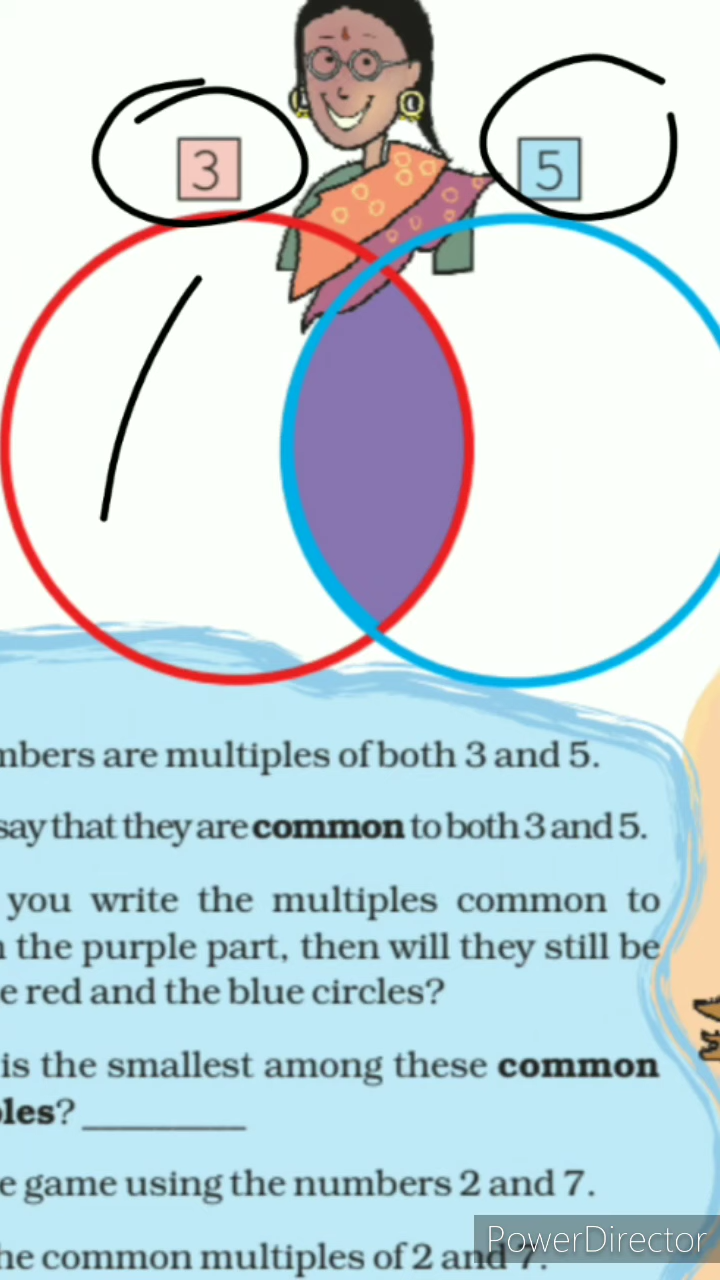 3
5
are multiples of both 3 and 5.
say that they are common to both 3 and 5.
you write the multiples common to
the purple part, then will they still be
red and the blue circles?
is the smallest among these common
? __________
game using the numbers 2 and 7.
common multiples of 2 and 7.
PowerDirector